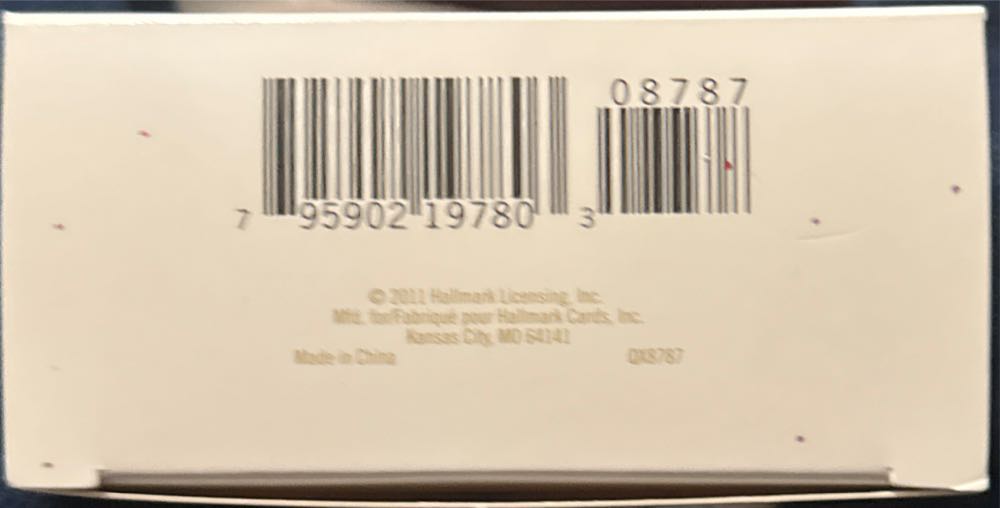 08787
7 95902 19780 3
© 2011 Hallmark Licensing, Inc.
Mfd. for/Fabriqué pour Hallmark Cards, Inc.
Kansas City, MO 64141
Made in China QX8787